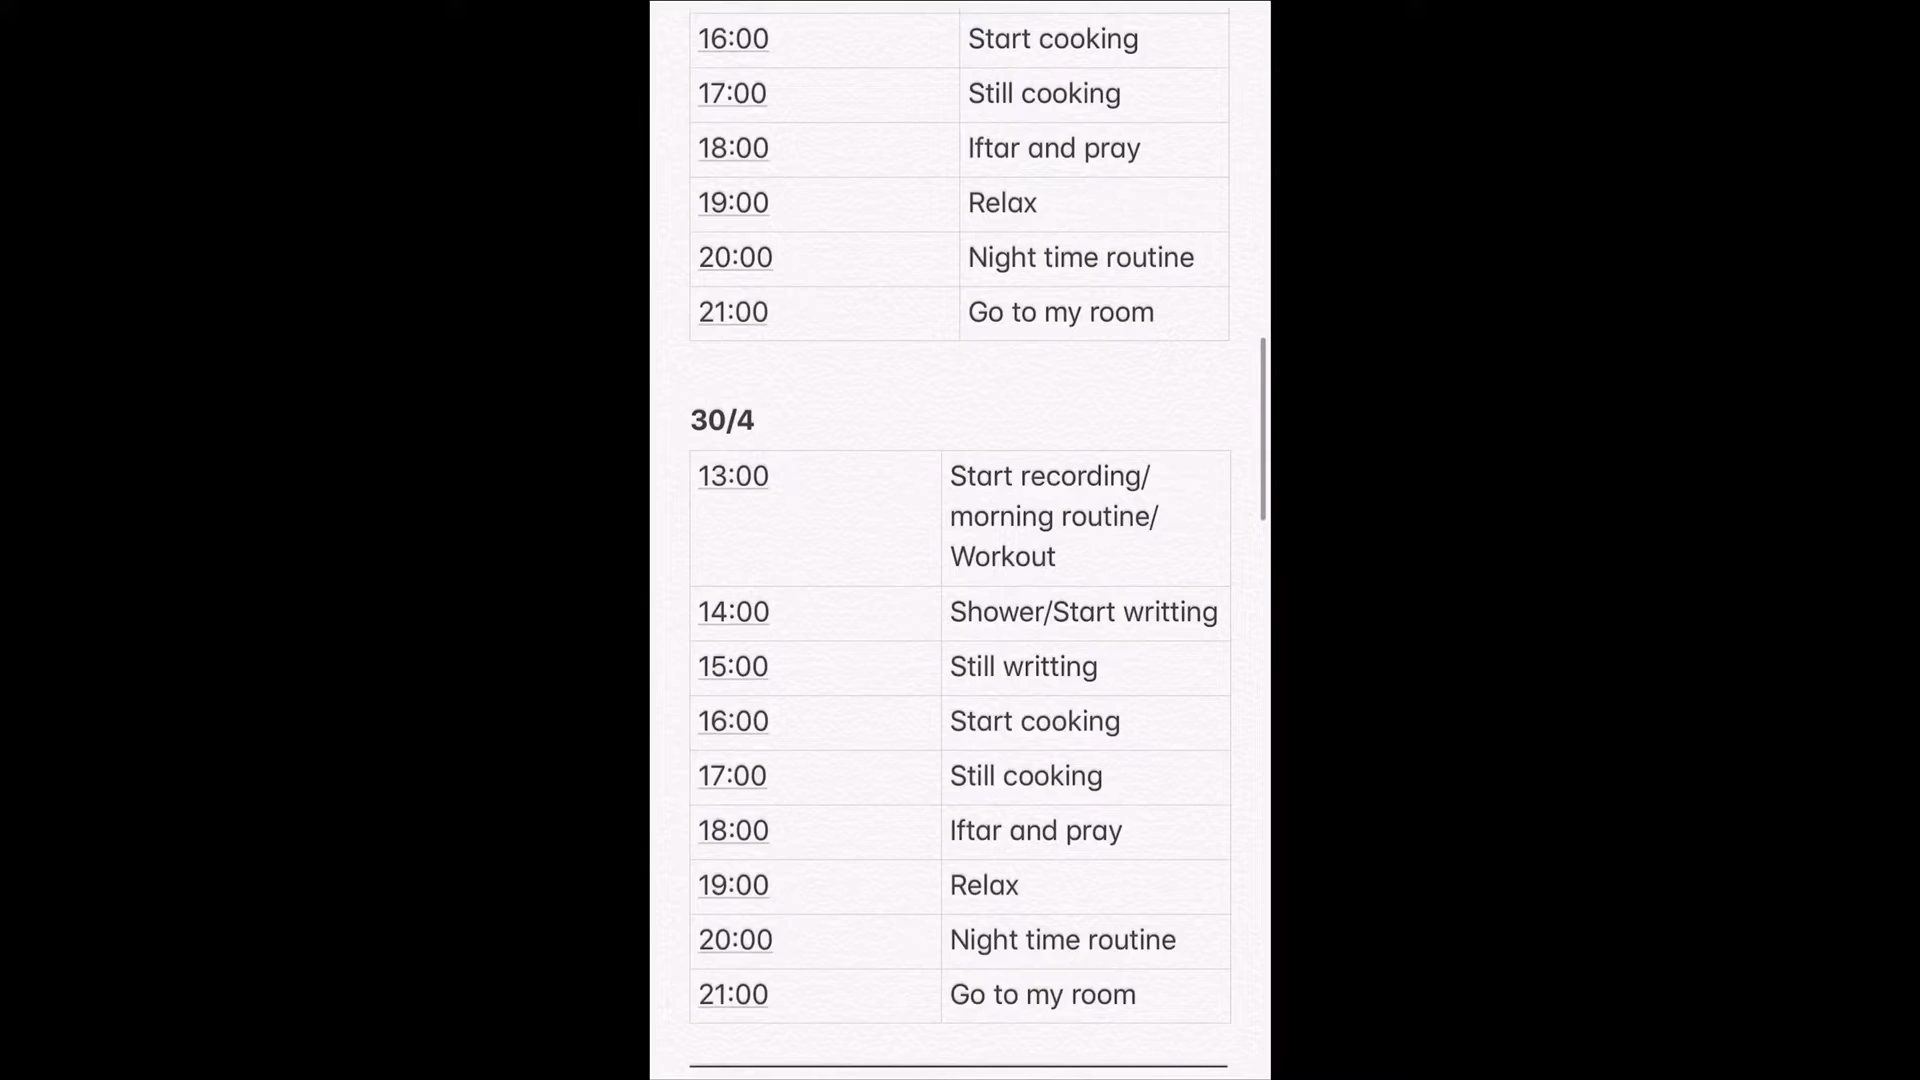 16:00 Start cooking
17:00 Still cooking
18:00 Iftar and pray
19:00 Relax
20:00 Night time routine
21:00 Go to my room
30/4
13:00 Start recording/
morning routine/
Workout
14:00 Shower/Start writting
15:00 Still writting
16:00 Start cooking
17:00 Still cooking
18:00 Iftar and pray
19:00 Relax
20:00 Night time routine
21:00 Go to my room